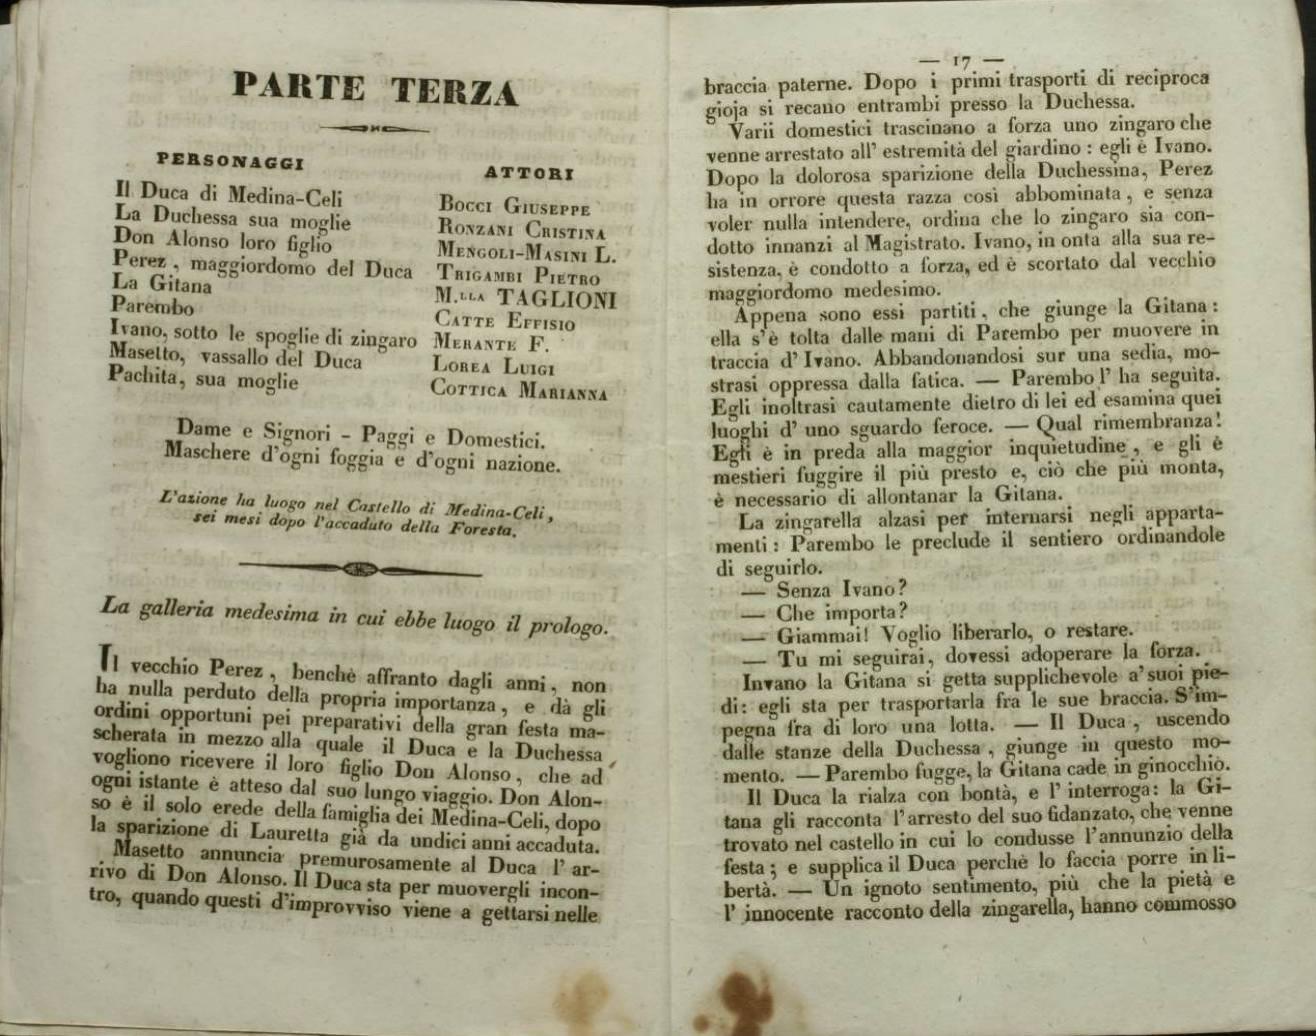 PARTE TERZA
PERSONAGGI
Il Duca di Medina-Celi
La Duchessa sua moglie
Don Alonso loro figlio
Perez, maggiordomo del Duca
La Gitana
Parembo
Ivano, sotto le spoglie di zingaro
Masetto, vassallo del Duca
Pachita, sua moglie
ATTORI
BOCCI GIUSEPPE
RONZANI CRISTINA
MENGOLI-MASINI L.
TRIGAMBI PIETRO
M.LLA TAGLIONI
CATTE EFFISIO
MERANTE F.
LOREA LUIGI
COTTICA MARIANNA
Dame e Signori - Paggi e Domestici.
Maschere d'ogni foggia e d'ogni nazione.
L'azione ha luogo nel Castello di Medina-Celi,
sei mesi dopo l'accaduto della Foresta.
La galleria medesima in cui ebbe luogo il prologo.
Il vecchio Perez, benchè affranto dagli anni, non
ha nulla perduto della propria importanza, e dà gli
ordini opportuni pei preparativi della gran festa ma-
scherata in mezzo alla quale il Duca e la Duchessa
vogliono ricevere il loro figlio Don Alonso, che ad
ogni istante è atteso dal suo lungo viaggio. Don Alon-
so è il solo erede della famiglia dei Medina-Celi, dopo
la sparizione di Lauretta già da undici anni accaduta.
Masetto annuncia premurosamente al Duca l' ar-
rivo di Don Alonso. Il Duca sta per muovergli incon-
tro, quando questi d'improvviso viene a gettarsi nelle
— 17 —
braccia paterne. Dopo i primi trasporti di reciproca
gioja si recano entrambi presso la Duchessa.
Varii domestici trascinano a forza uno zingaro che
venne arrestato all' estremità del giardino : egli è Ivano.
Dopo la dolorosa sparizione della Duchessina, Perez
ha in orrore questa razza così abbominata, e senza
voler nulla intendere, ordina che lo zingaro sia con-
dotto innanzi al Magistrato. Ivano, in onta alla sua re-
sistenza, è condotto a forza, ed è scortato dal vecchio
maggiordomo medesimo.
Appena sono essi partiti, che giunge la Gitana :
ella s'è tolta dalle mani di Parembo per muovere in
traccia d' Ivano. Abbandonandosi sur una sedia, mo-
strasi oppressa dalla fatica. — Parembo l' ha seguìta.
Egli inoltrasi cautamente dietro di lei ed esamina quei
luoghi d' uno sguardo feroce. — Qual rimembranza!
Egli è in preda alla maggior inquietudine, e gli è
mestieri fuggire il più presto e, ciò che più monta,
è necessario di allontanar la Gitana.
La zingarella alzasi per internarsi negli apparta-
menti : Parembo le preclude il sentiero ordinandole
di seguirlo.
— Senza Ivano?
— Che importa?
— Giammai! Voglio liberarlo, o restare.
— Tu mi seguirai, dovessi adoperare la forza.
Invano la Gitana si getta supplichevole a' suoi pie-
di : egli sta per trasportarla fra le sue braccia. S'im-
pegna fra di loro una lotta. — Il Duca, uscendo
dalle stanze della Duchessa, giunge in questo mo-
mento. — Parembo fugge, la Gitana cade in ginocchio.
Il Duca la rialza con bontà, e l' interroga: la Gi-
tana gli racconta l'arresto del suo fidanzato, che venne
trovato nel castello in cui lo condusse l'annunzio della
festa ; e supplica il Duca perchè lo faccia porre in li-
bertà. — Un ignoto sentimento, più che la pietà e
l' innocente racconto della zingarella, hanno commosso